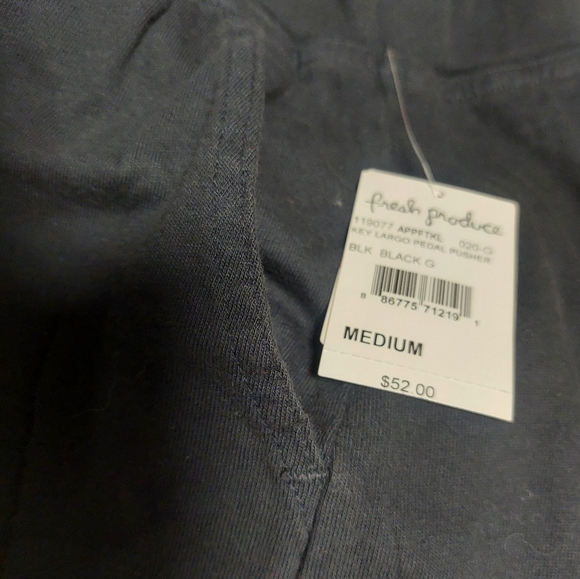 fresh produce
119077 APPFTKL 020-G
KEY LARGO PEDAL PUSHER
BLK BLACK G
8 86775 71219 1
MEDIUM
$52.00